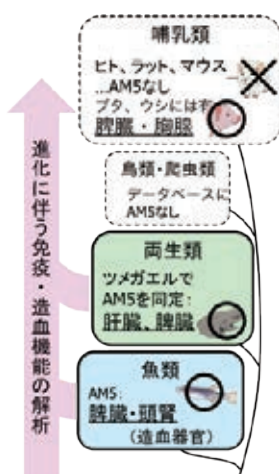 哺乳類
ヒト、ラット、マウス
...AM5なし
ブタ、ウシには有
脾臓・胸腺
鳥類・爬虫類
データベースに
AM5なし
両生類
ツメガエルで
AM5を同定:
肝臓、脾臓
魚類
AM5:
脾臓・頭腎
(造血器官)
進化に伴う免疫・造血機能の解析